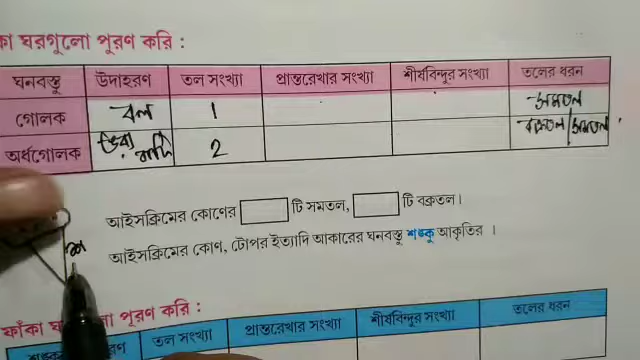 কা ঘরগুলো পূরণ করি :
ঘনবস্তু উদাহরণ তল সংখ্যা প্রান্তরেখার সংখ্যা শীর্ষবিন্দুর সংখ্যা তলের ধরন
গোলক বল 1 সমতল
অর্ধগোলক বাটি 2 বক্রতল/সমতল
আইসক্রিমের কোণের টি সমতল, টি বক্রতল।
আইসক্রিমের কোণ, টোপর ইত্যাদি আকারের ঘনবস্তু শঙ্কু আকৃতির ।
ফাঁকা ঘ পূরণ করি :
তল সংখ্যা প্রান্তরেখার সংখ্যা শীর্ষবিন্দুর সংখ্যা তলের ধরন